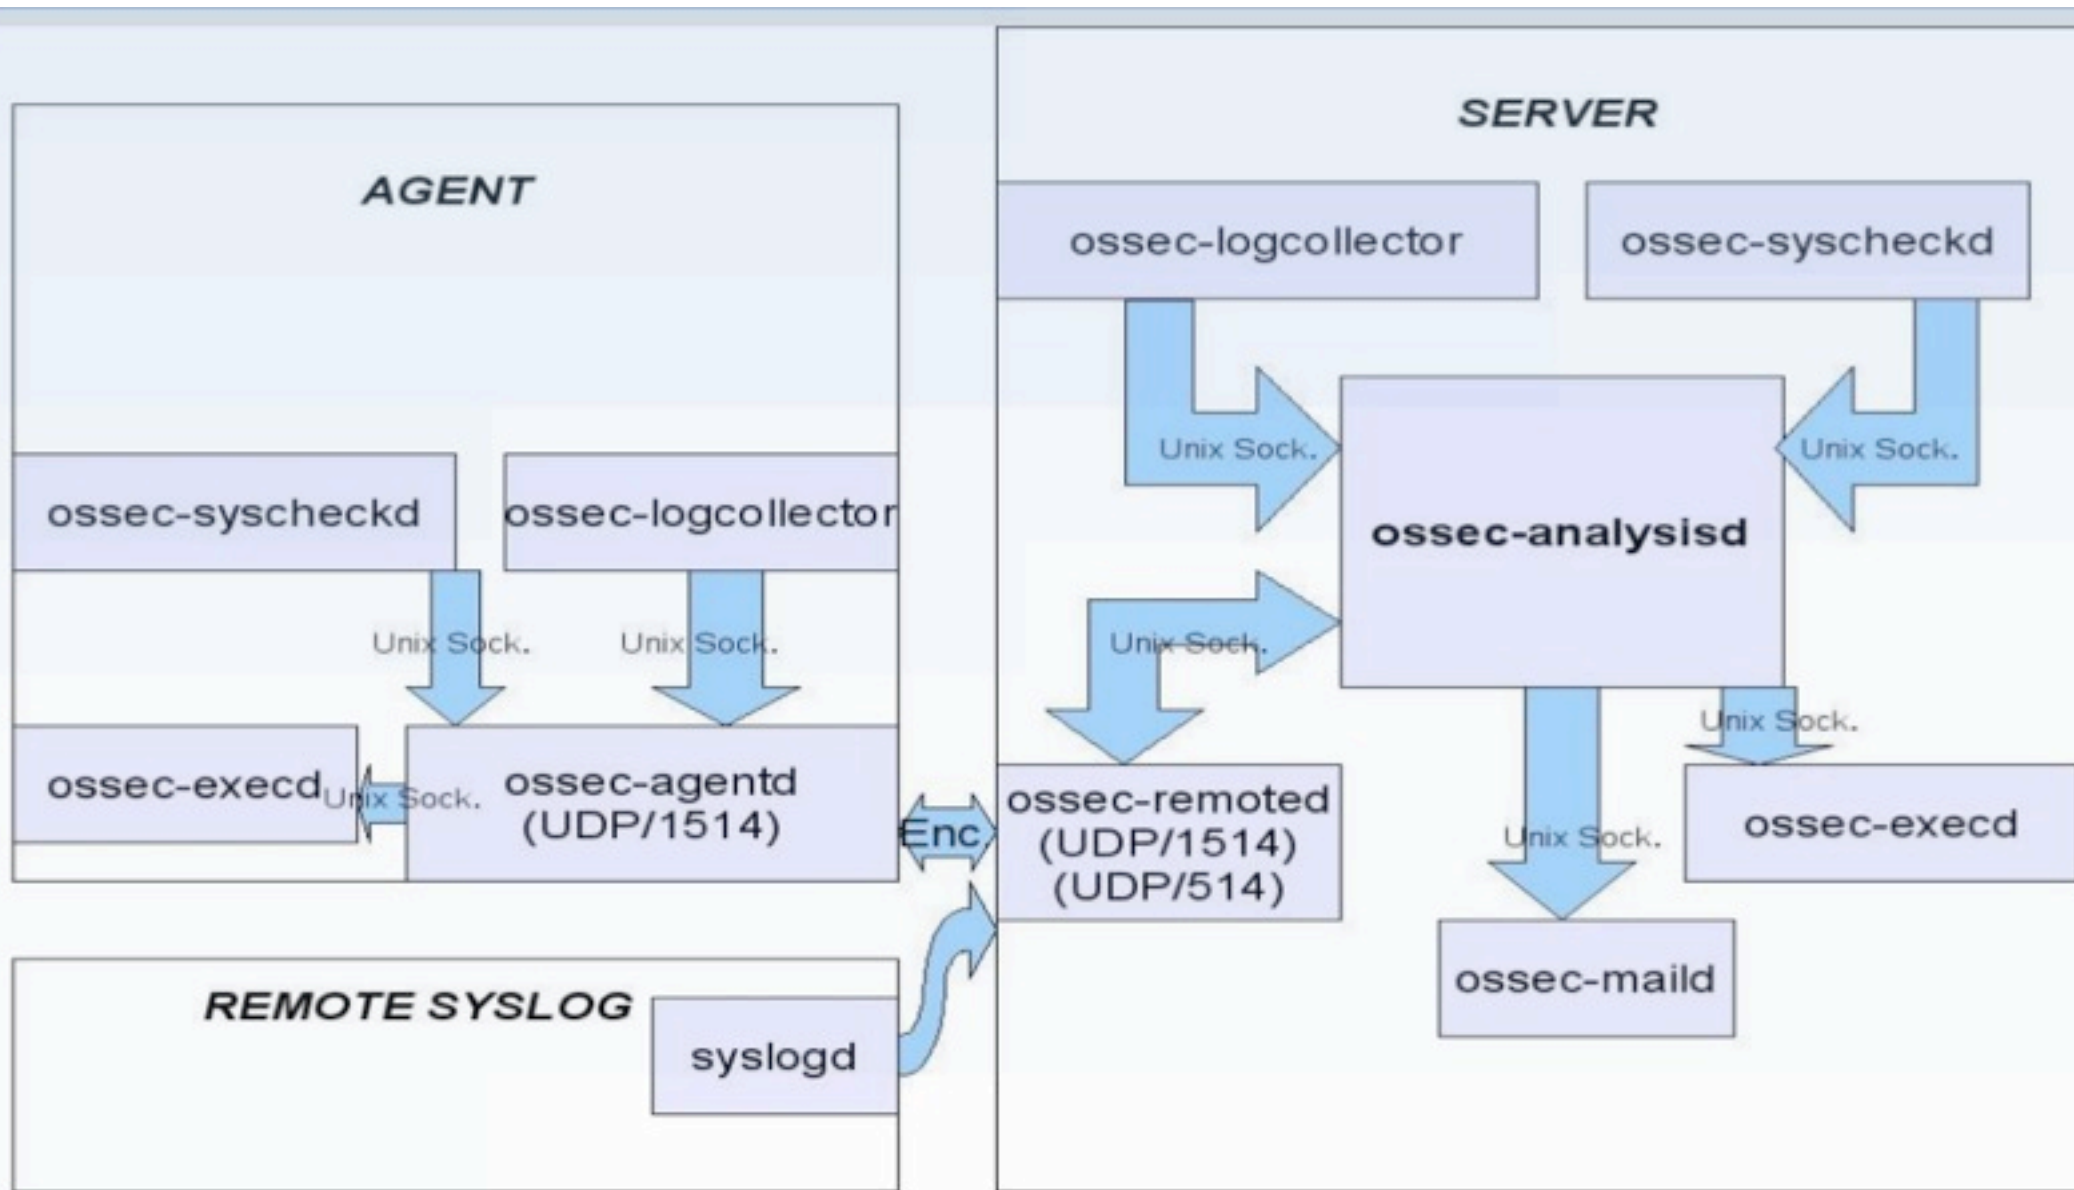 AGENT
ossec-syscheckd
ossec-logcollector
Unix Sock.
Unix Sock.
ossec-execd
Unix Sock.
ossec-agentd
(UDP/1514)
Enc
REMOTE SYSLOG
syslogd
SERVER
ossec-logcollector
ossec-syscheckd
Unix Sock.
Unix Sock.
ossec-analysisd
Unix Sock.
Unix Sock.
ossec-remoted
(UDP/1514)
(UDP/514)
Unix Sock.
ossec-execd
ossec-maild